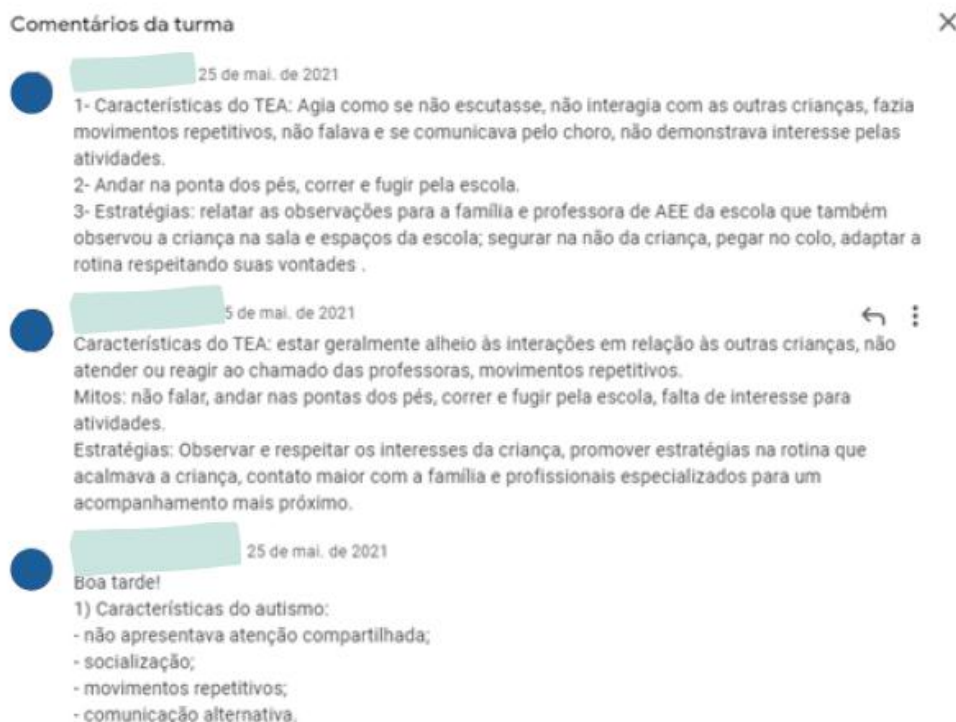 Comentários da turma
25 de mai. de 2021
1- Características do TEA: Agia como se não escutasse, não interagia com as outras crianças, fazia
movimentos repetitivos, não falava e se comunicava pelo choro, não demonstrava interesse pelas
atividades.
2- Andar na ponta dos pés, correr e fugir pela escola.
3- Estratégias: relatar as observações para a família e professora de AEE da escola que também
observou a criança na sala e espaços da escola; segurar na não da criança, pegar no colo, adaptar a
rotina respeitando suas vontades .
5 de mai. de 2021
Características do TEA: estar geralmente alheio às interações em relação às outras crianças, não
atender ou reagir ao chamado das professoras, movimentos repetitivos.
Mitos: não falar, andar nas pontas dos pés, correr e fugir pela escola, falta de interesse para
atividades.
Estratégias: Observar e respeitar os interesses da criança, promover estratégias na rotina que
acalmava a criança, contato maior com a família e profissionais especializados para um
acompanhamento mais próximo.
25 de mai. de 2021
Boa tarde!
1) Características do autismo:
- não apresentava atenção compartilhada;
- socialização;
- movimentos repetitivos;
- comunicação alternativa.